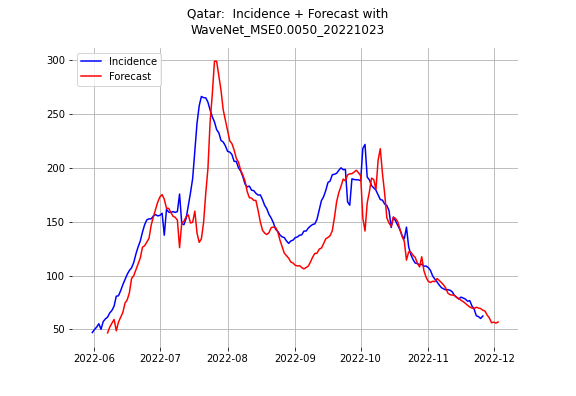 Qatar:  Incidence + Forecast with
WaveNet_MSE0.0050_20221023
Incidence
Forecast
300
250
200
150
100
50
2022-06 2022-07 2022-08 2022-09 2022-10 2022-11 2022-12